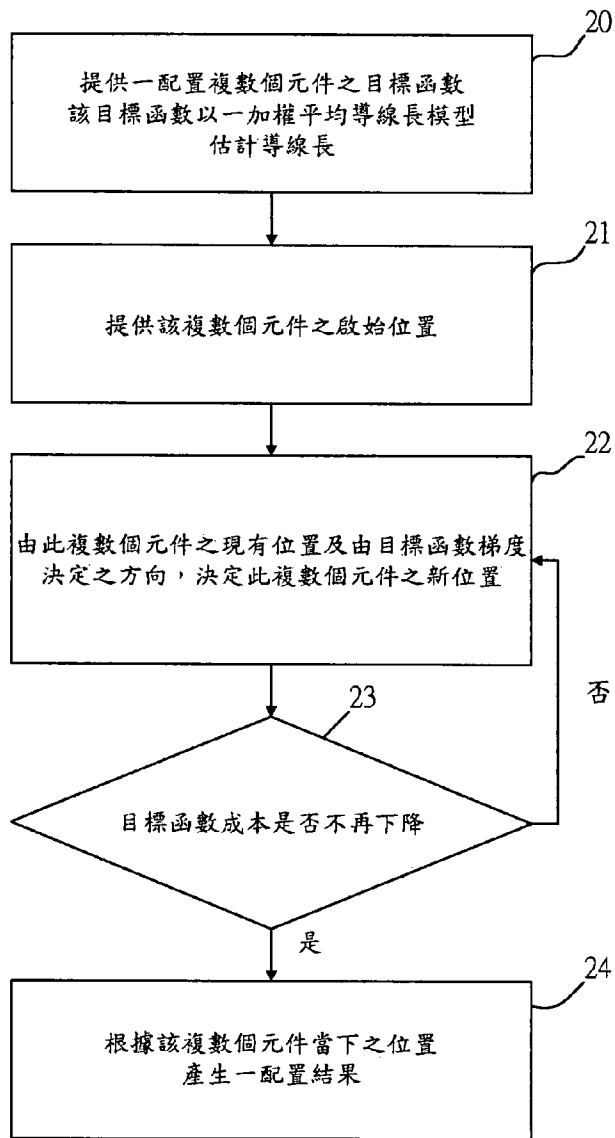 20
提供一配置複數個元件之目標函數
該目標函數以一加權平均導線長模型
估計導線長
21
提供該複數個元件之啟始位置
22
由此複數個元件之現有位置及由目標函數梯度
決定之方向，決定此複數個元件之新位置
否
23
目標函數成本是否不再下降
是
24
根據該複數個元件當下之位置
產生一配置結果